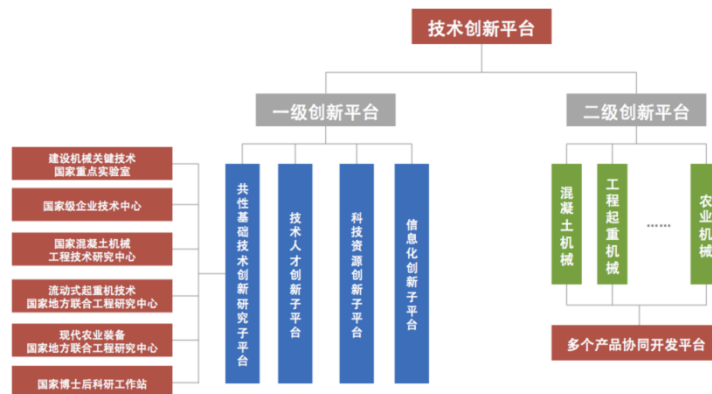 技术创新平台
一级创新平台
二级创新平台
建设机械关键技术
国家重点实验室
国家级企业技术中心
国家混凝土机械
工程技术研究中心
流动式起重机技术
国家地方联合工程研究中心
现代农业装备
国家地方联合工程研究中心
国家博士后科研工作站
共性基础技术创新研究子平台
技术人才创新子平台
科技资源创新子平台
信息化创新子平台
混凝土机械
工程起重机械
……
农业机械
多个产品协同开发平台